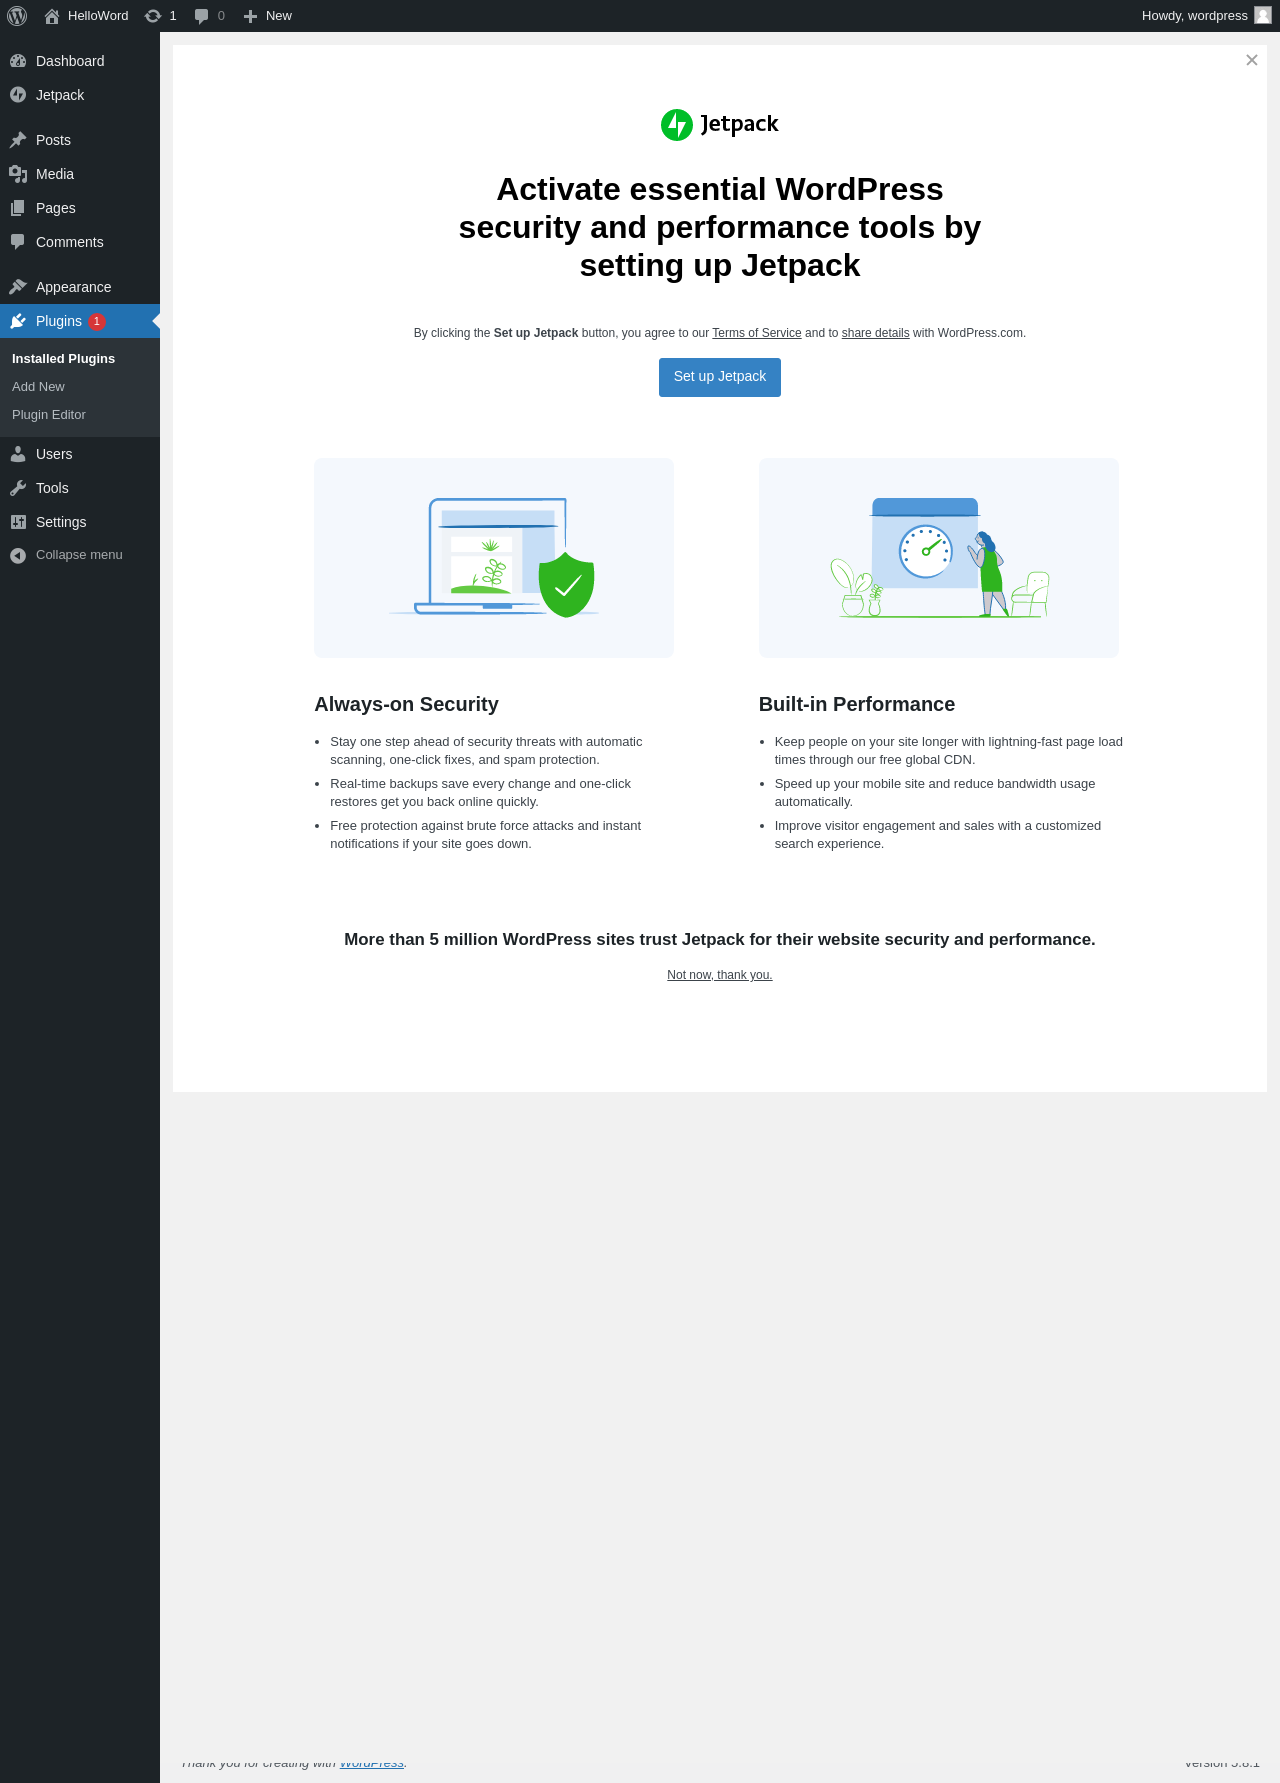 HelloWord 1 0 New Howdy, wordpress
Dashboard
Jetpack
Posts
Media
Pages
Comments
Appearance
Plugins 1
Installed Plugins
Add New
Plugin Editor
Users
Tools
Settings
Collapse menu
Jetpack
Activate essential WordPress
security and performance tools by
setting up Jetpack
By clicking the Set up Jetpack button, you agree to our Terms of Service and to share details with WordPress.com.
Set up Jetpack
Always-on Security
• Stay one step ahead of security threats with automatic
scanning, one-click fixes, and spam protection.
• Real-time backups save every change and one-click
restores get you back online quickly.
• Free protection against brute force attacks and instant
notifications if your site goes down.
Built-in Performance
• Keep people on your site longer with lightning-fast page load
times through our free global CDN.
• Speed up your mobile site and reduce bandwidth usage
automatically.
• Improve visitor engagement and sales with a customized
search experience.
More than 5 million WordPress sites trust Jetpack for their website security and performance.
Not now, thank you.
Thank you for creating with WordPress. Version 5.8.1